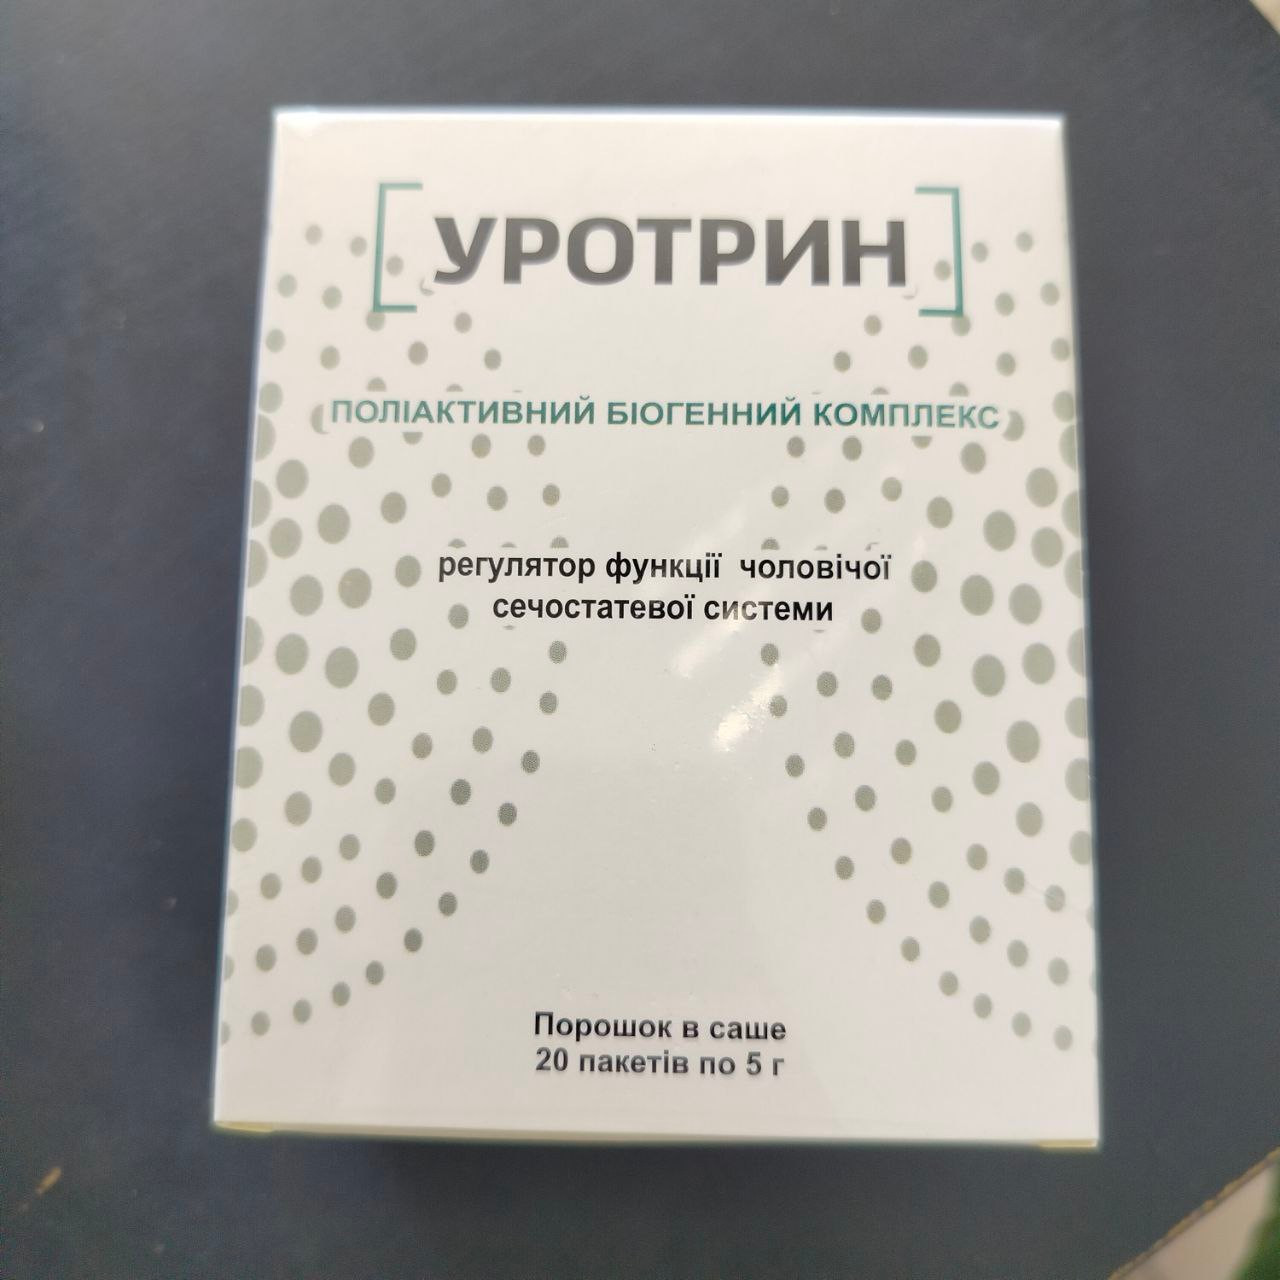 [УРОТРИН]
ПОЛІАКТИВНИЙ БІОГЕННИЙ КОМПЛЕКС
регулятор функції чоловічої
сечостатевої системи
Порошок в саше
20 пакетів по 5 г